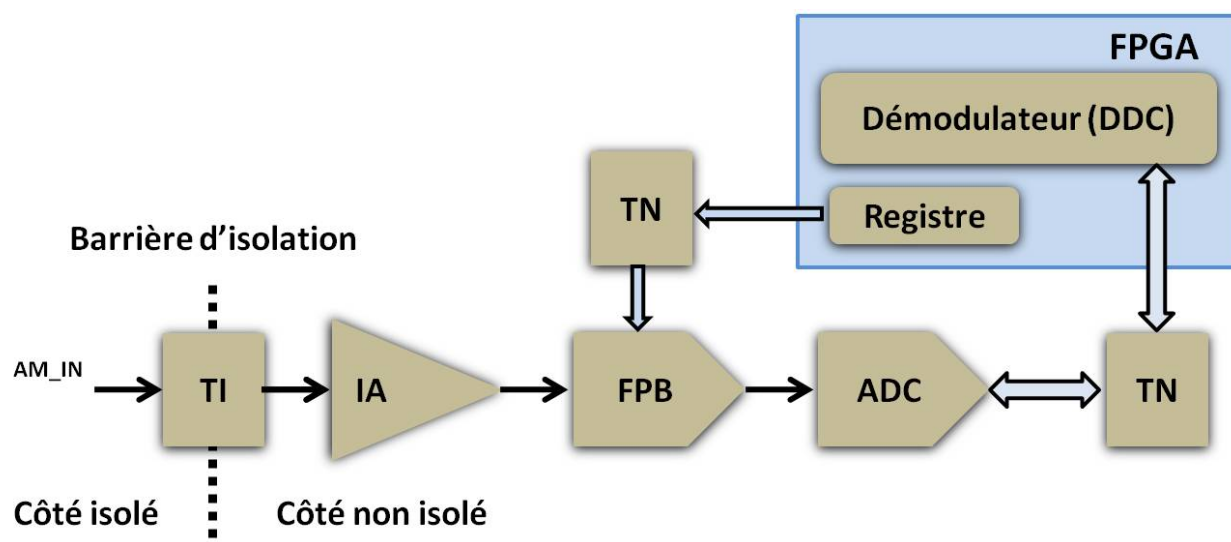 FPGA
Démodulateur (DDC)
TN
Registre
Barrière d’isolation
AM_IN
TI
IA
FPB
ADC
TN
Côté isolé
Côté non isolé